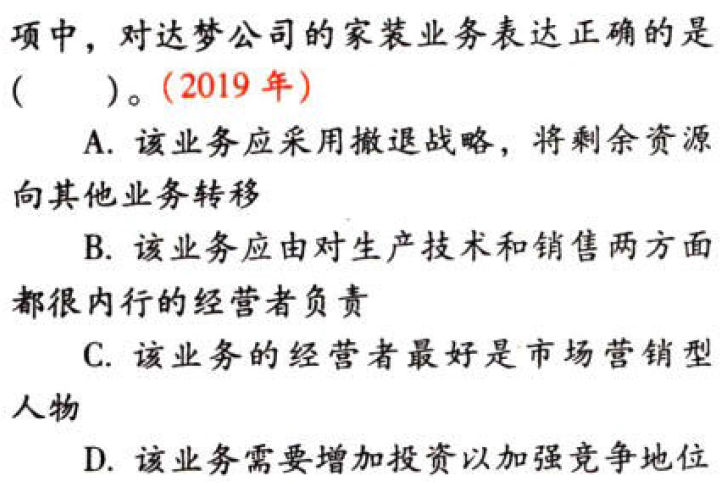 项中，对达梦公司的家装业务表达正确的是
(　　)。(2019 年)
A. 该业务应采用撤退战略，将剩余资源
向其他业务转移
B. 该业务应由对生产技术和销售两方面
都很内行的经营者负责
C. 该业务的经营者最好是市场营销型
人物
D. 该业务需要增加投资以加强竞争地位